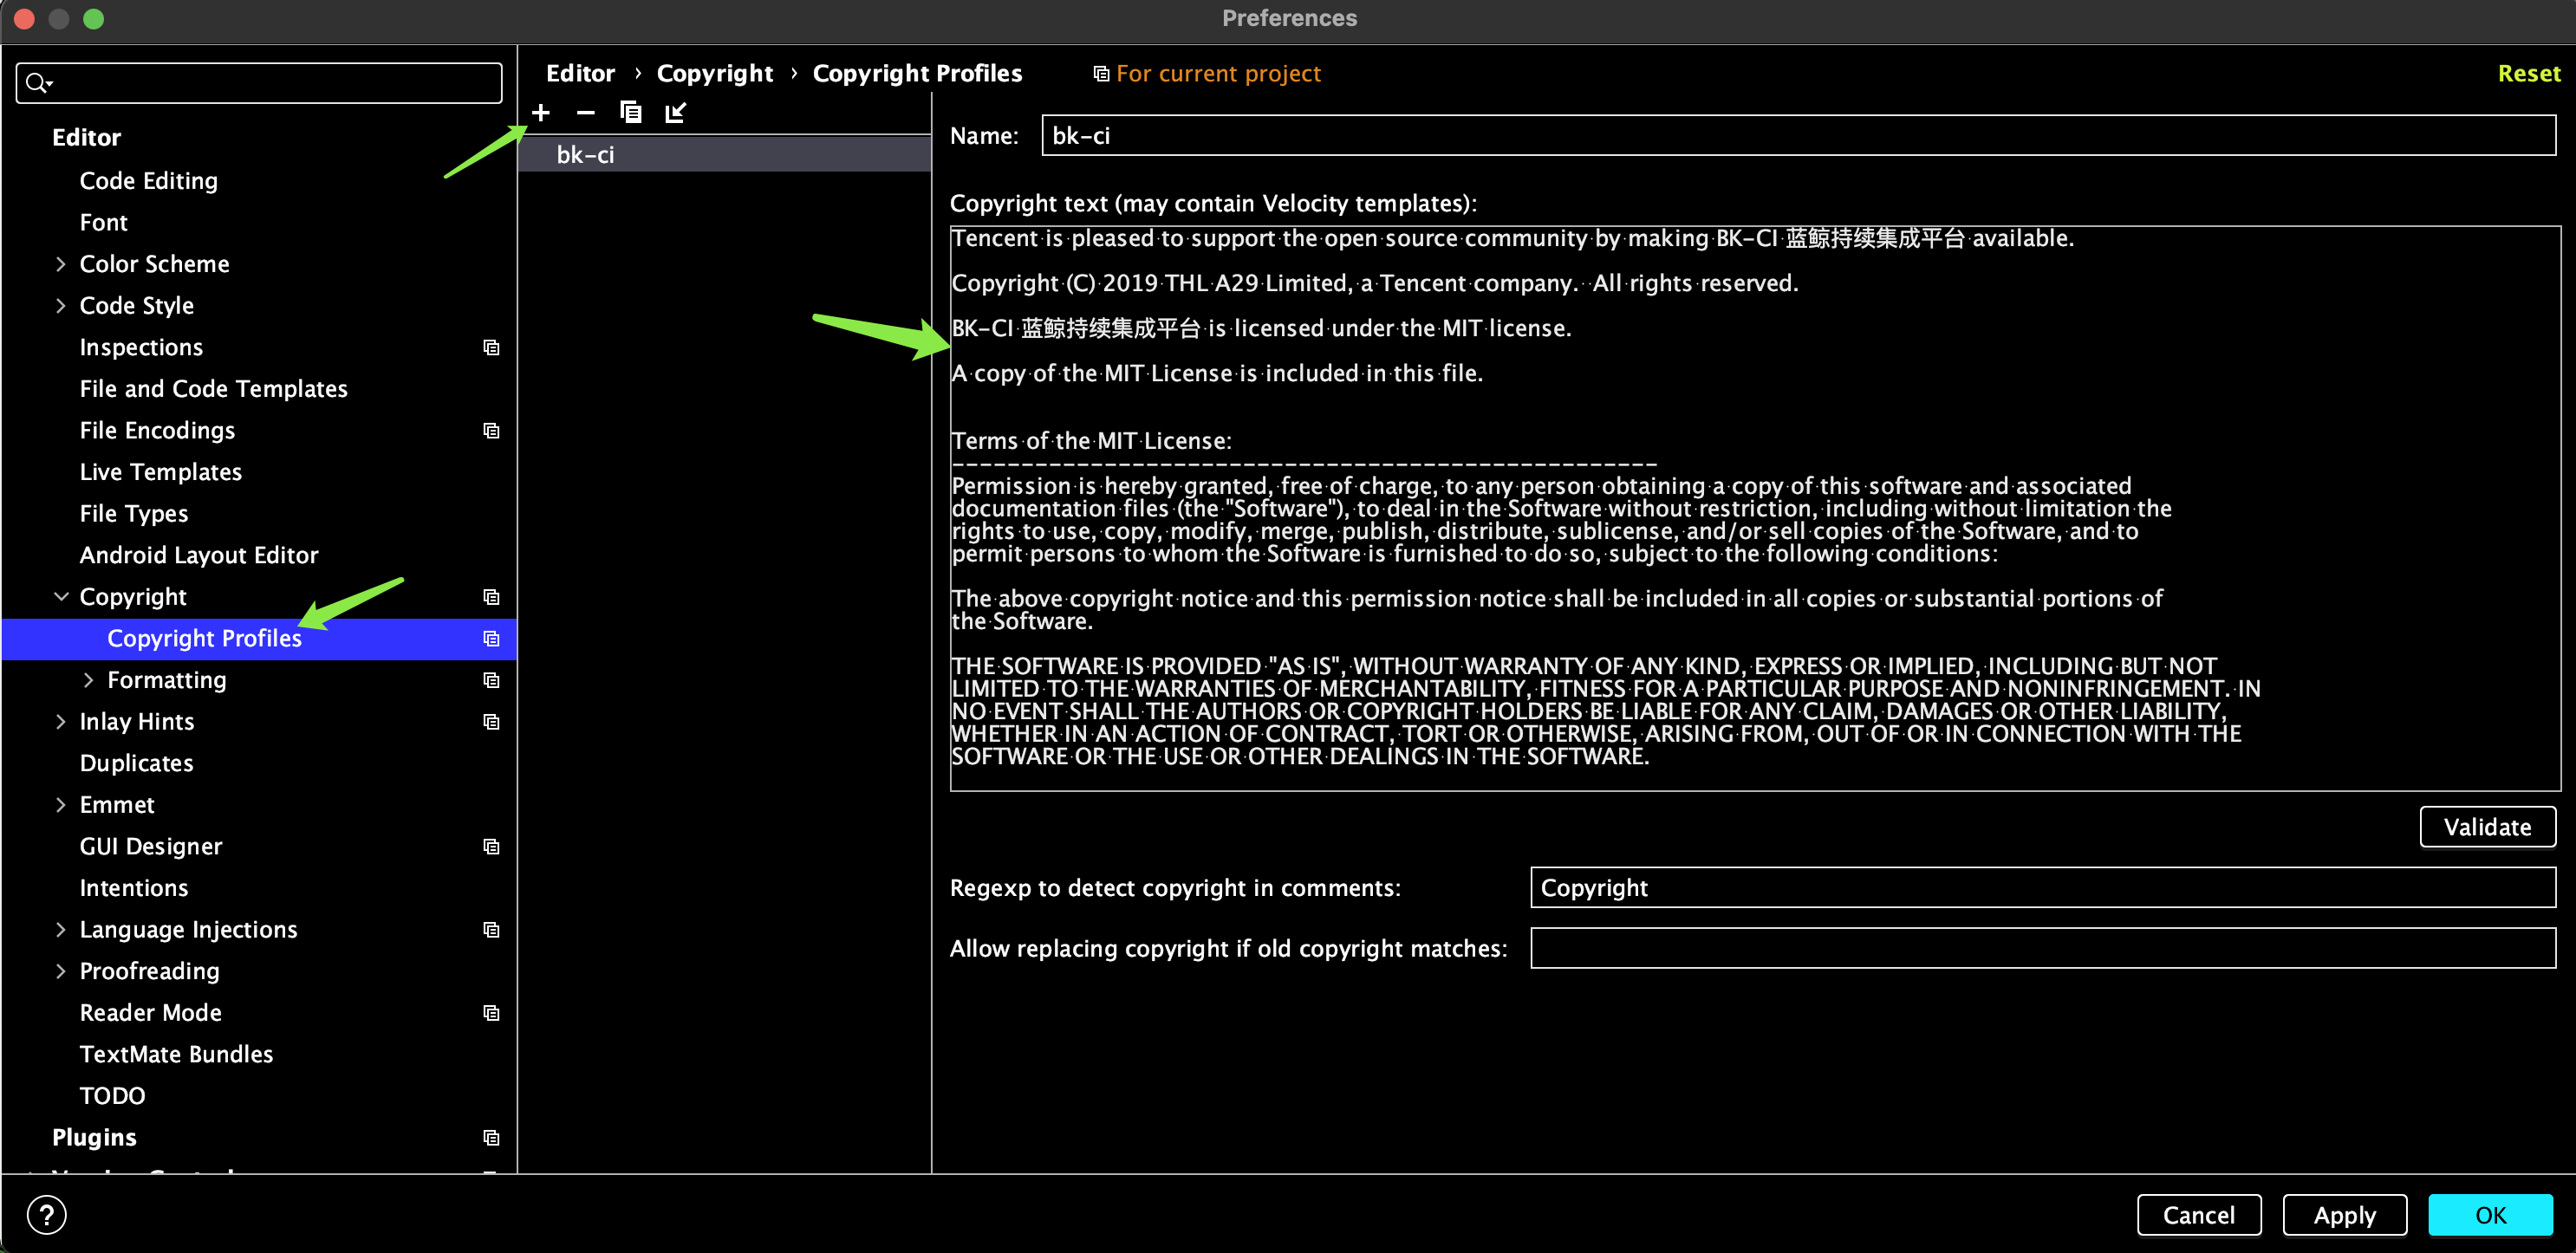 Preferences
Editor
Code Editing
Font
Color Scheme
Code Style
Inspections
File and Code Templates
File Encodings
Live Templates
File Types
Android Layout Editor
Copyright
Copyright Profiles
Formatting
Inlay Hints
Duplicates
Emmet
GUI Designer
Intentions
Language Injections
Proofreading
Reader Mode
TextMate Bundles
TODO
Plugins
Editor › Copyright › Copyright Profiles
For current project
Reset
bk-ci
Name: bk-ci
Copyright text (may contain Velocity templates):
Tencent is pleased to support the open source community by making BK-CI 蓝鲸持续集成平台 available.
Copyright (C) 2019 THL A29 Limited, a Tencent company.  All rights reserved.
BK-CI 蓝鲸持续集成平台 is licensed under the MIT license.
A copy of the MIT License is included in this file.
Terms of the MIT License:
---------------------------------------------------
Permission is hereby granted, free of charge, to any person obtaining a copy of this software and associated
documentation files (the "Software"), to deal in the Software without restriction, including without limitation the
rights to use, copy, modify, merge, publish, distribute, sublicense, and/or sell copies of the Software, and to
permit persons to whom the Software is furnished to do so, subject to the following conditions:
The above copyright notice and this permission notice shall be included in all copies or substantial portions of
the Software.
THE SOFTWARE IS PROVIDED "AS IS", WITHOUT WARRANTY OF ANY KIND, EXPRESS OR IMPLIED, INCLUDING BUT NOT
LIMITED TO THE WARRANTIES OF MERCHANTABILITY, FITNESS FOR A PARTICULAR PURPOSE AND NONINFRINGEMENT. IN
NO EVENT SHALL THE AUTHORS OR COPYRIGHT HOLDERS BE LIABLE FOR ANY CLAIM, DAMAGES OR OTHER LIABILITY,
WHETHER IN AN ACTION OF CONTRACT, TORT OR OTHERWISE, ARISING FROM, OUT OF OR IN CONNECTION WITH THE
SOFTWARE OR THE USE OR OTHER DEALINGS IN THE SOFTWARE.
Validate
Regexp to detect copyright in comments: Copyright
Allow replacing copyright if old copyright matches:
?
Cancel
Apply
OK